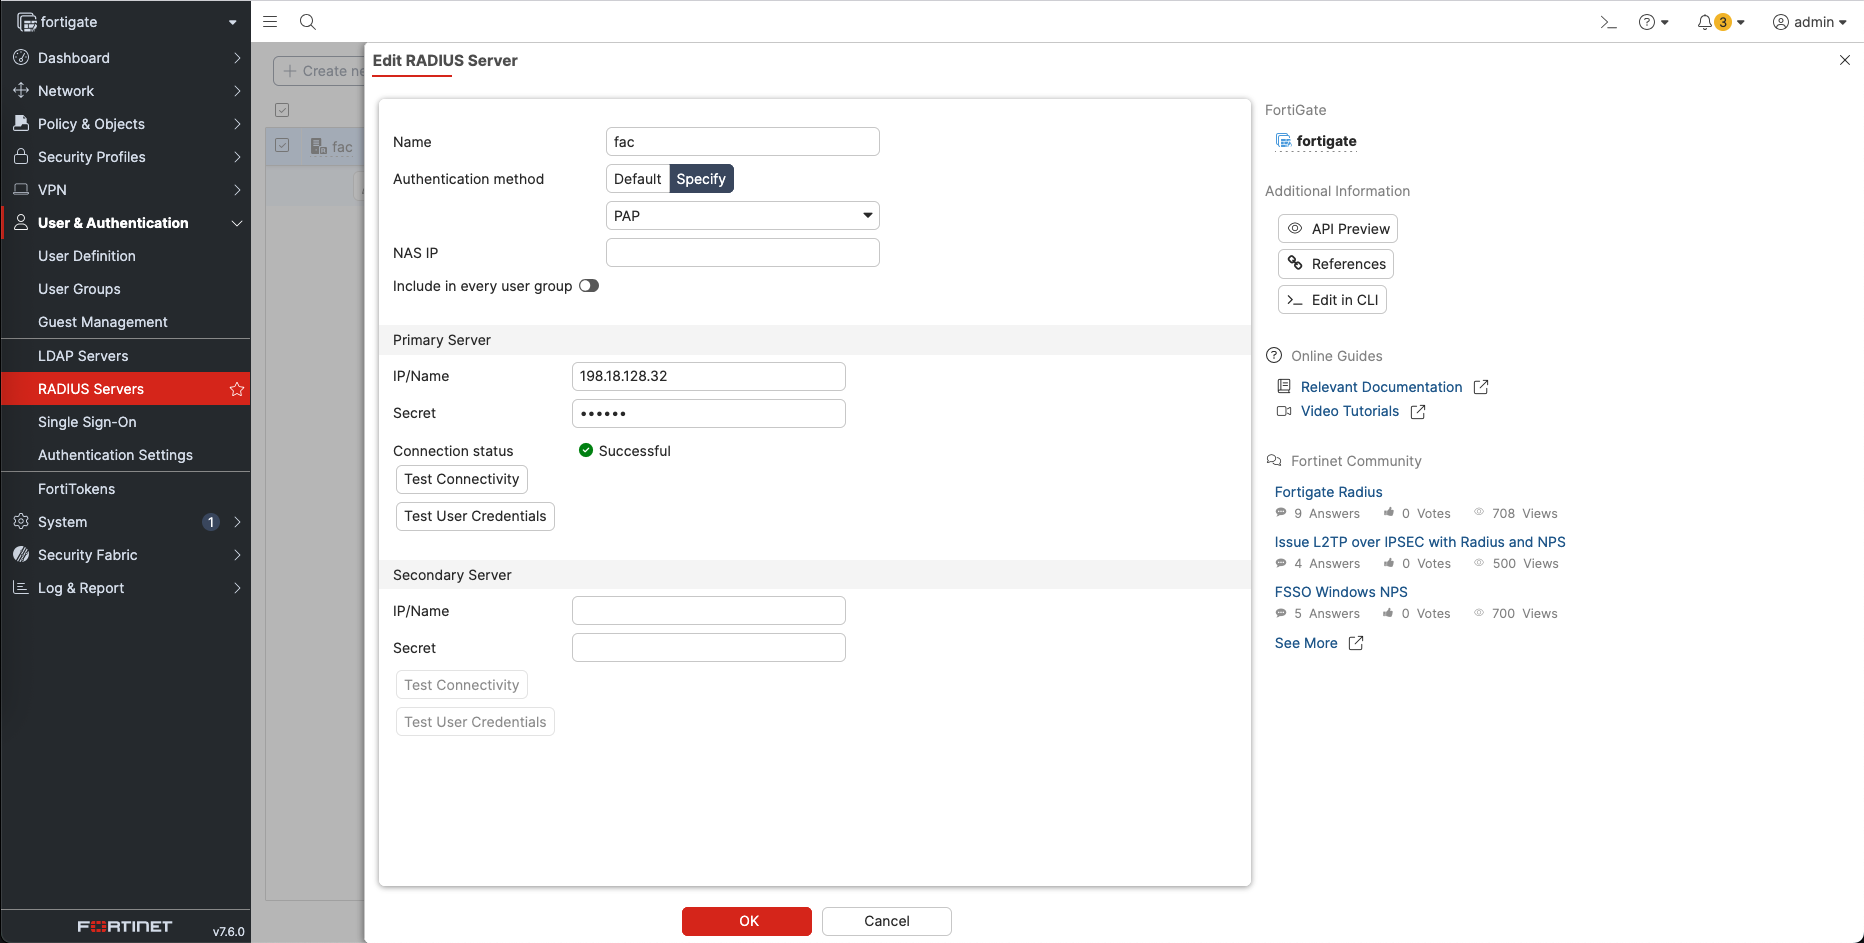 fortigate
3
admin
Dashboard
Network
Policy & Objects
Security Profiles
VPN
User & Authentication
User Definition
User Groups
Guest Management
LDAP Servers
RADIUS Servers
Single Sign-On
Authentication Settings
FortiTokens
System 1
Security Fabric
Log & Report
FORTINET
v7.6.0
Create ne
fac
Edit RADIUS Server
Name fac
Authentication method Default Specify
PAP
NAS IP
Include in every user group
Primary Server
IP/Name 198.18.128.32
Secret ••••••
Connection status Successful
Test Connectivity
Test User Credentials
Secondary Server
IP/Name
Secret
Test Connectivity
Test User Credentials
OK Cancel
FortiGate
fortigate
Additional Information
API Preview
References
Edit in CLI
Online Guides
Relevant Documentation
Video Tutorials
Fortinet Community
Fortigate Radius
9 Answers 0 Votes 708 Views
Issue L2TP over IPSEC with Radius and NPS
4 Answers 0 Votes 500 Views
FSSO Windows NPS
5 Answers 0 Votes 700 Views
See More